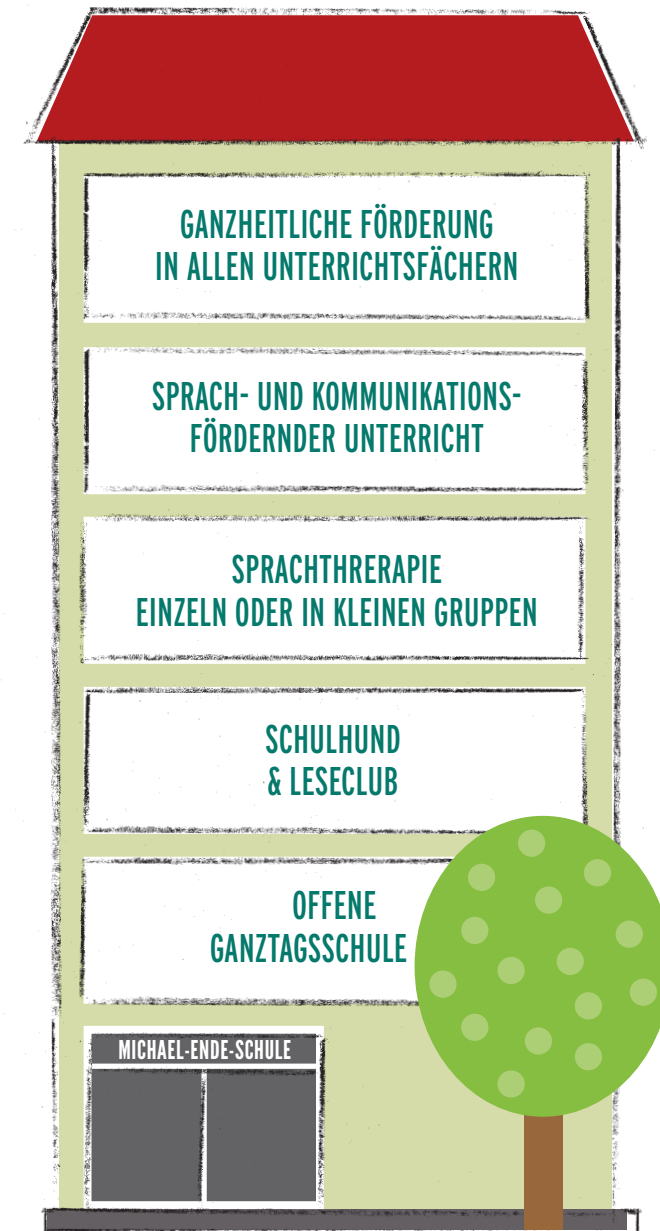 GANZHEITLICHE FÖRDERUNG
IN ALLEN UNTERRICHTSFÄCHERN
SPRACH- UND KOMMUNIKATIONS-
FÖRDERNDER UNTERRICHT
SPRACHTHRERAPIE
EINZELN ODER IN KLEINEN GRUPPEN
SCHULHUND
& LESECLUB
OFFENE
GANZTAGSSCHULE
MICHAEL-ENDE-SCHULE